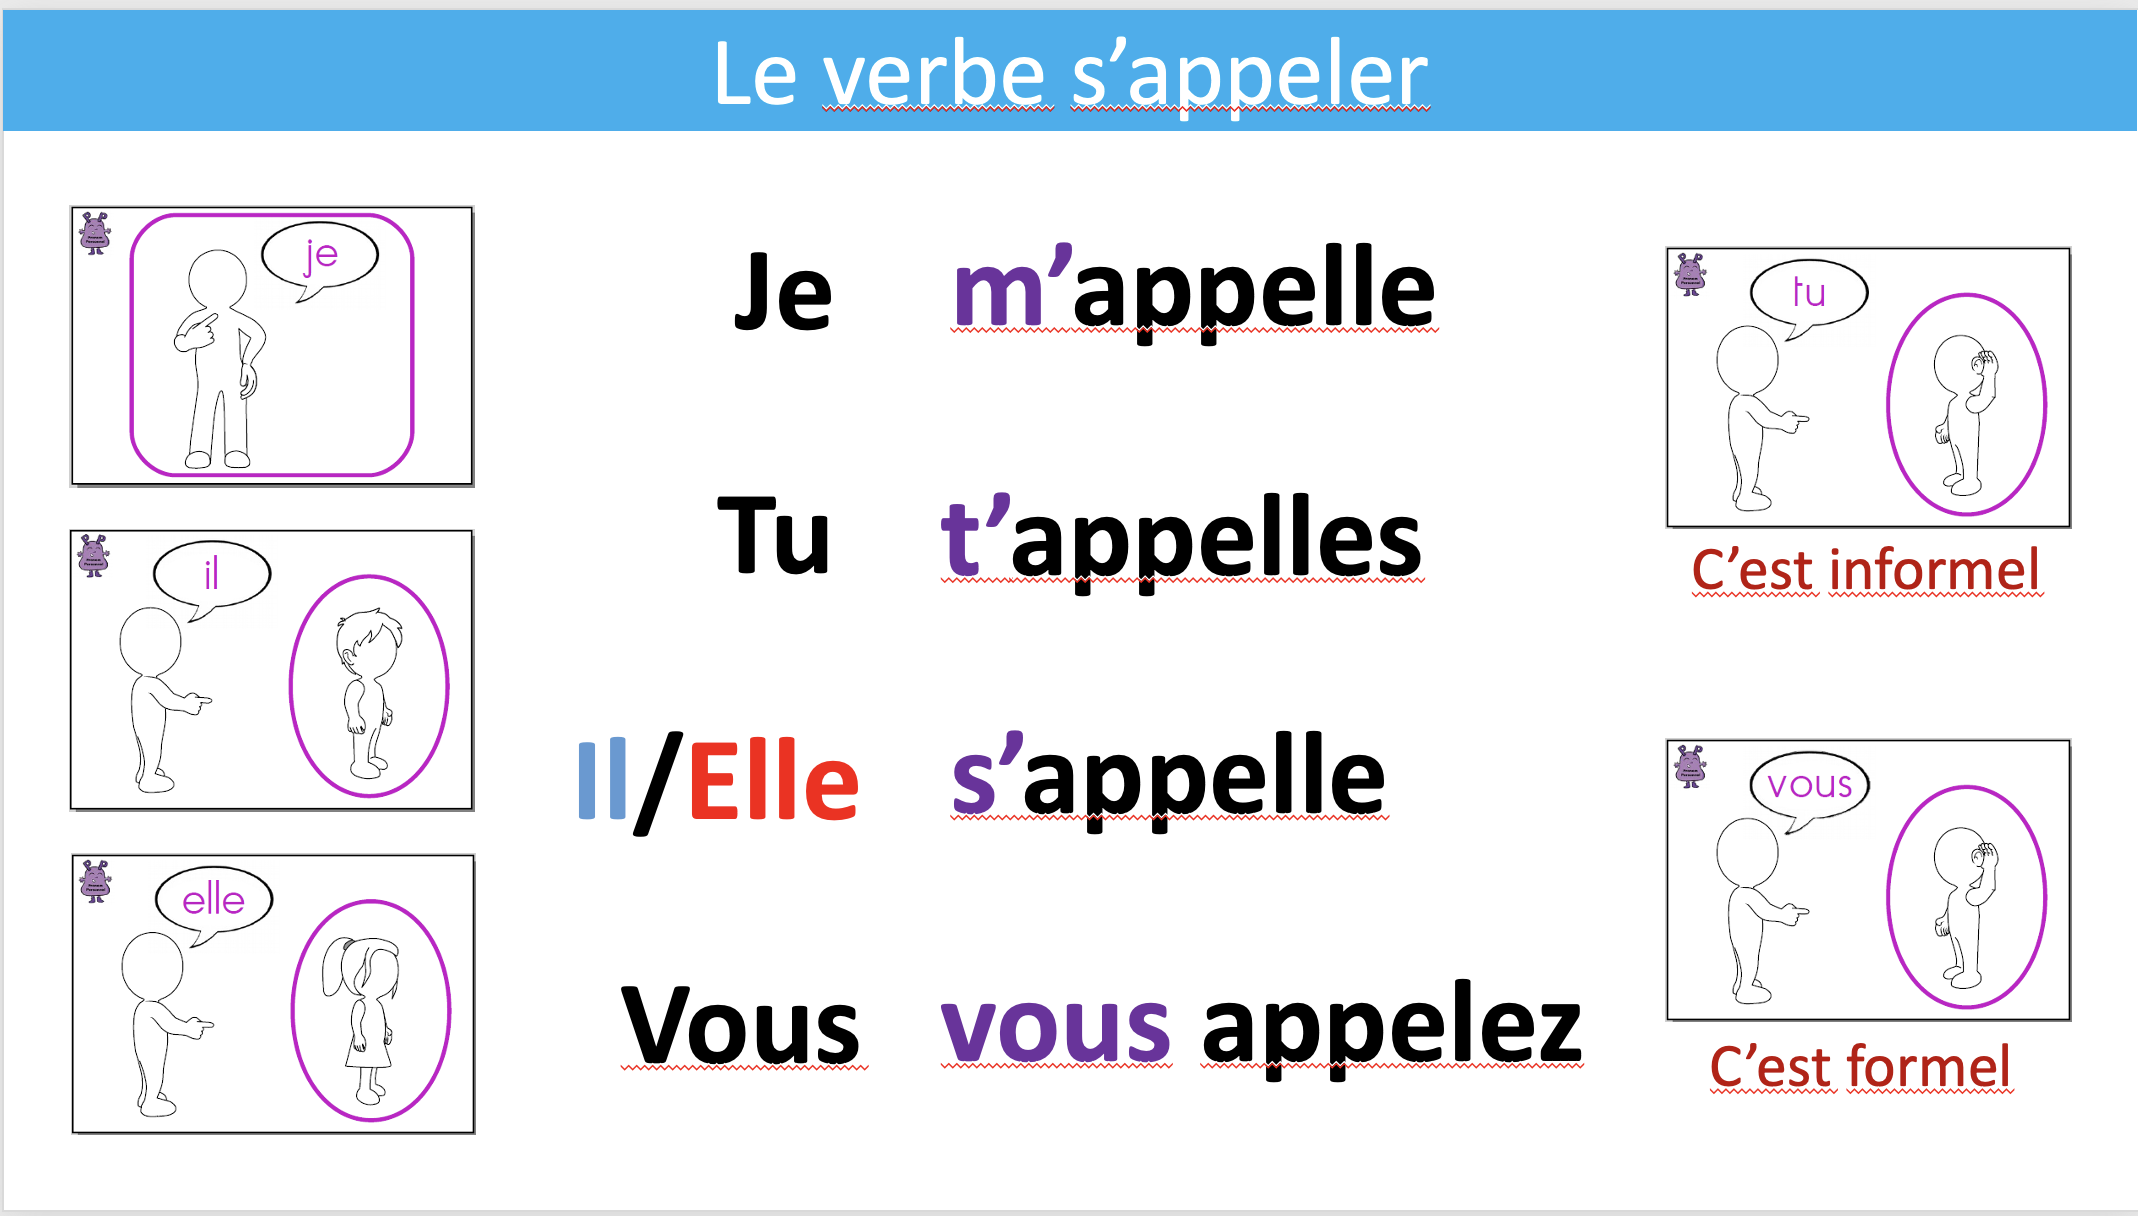 Le verbe s’appeler
je
Je m’appelle
tu
Tu t’appelles
C’est informel
il
Il/Elle s’appelle
elle
vous
Vous vous appelez
C’est formel